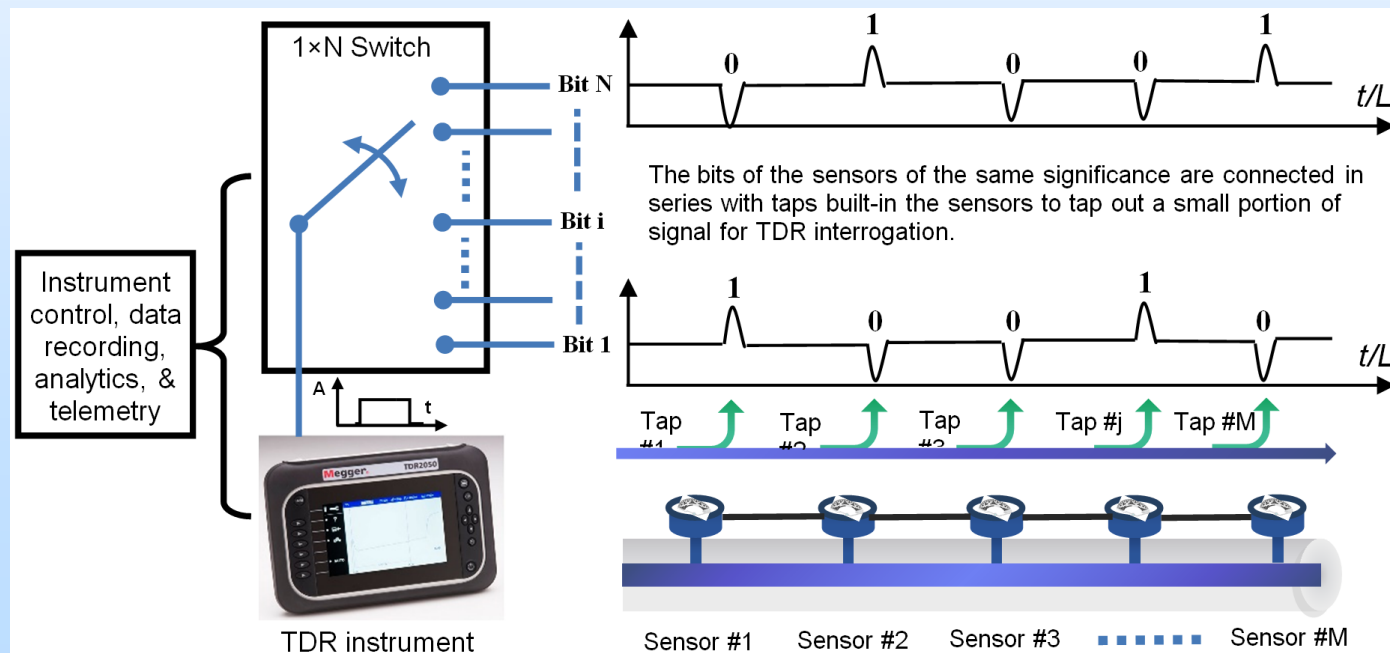 1×N Switch
Bit N
Bit i
Bit 1
Instrument
control, data
recording,
analytics, &
telemetry
A
t
Megger.
TDR2050
TDR instrument
0
1
0
0
1
t/L
The bits of the sensors of the same significance are connected in
series with taps built-in the sensors to tap out a small portion of
signal for TDR interrogation.
1
0
0
1
0
t/L
Tap
#1
Tap
#2
Tap
#3
Tap #j
Tap #M
Sensor #1
Sensor #2
Sensor #3
Sensor #M